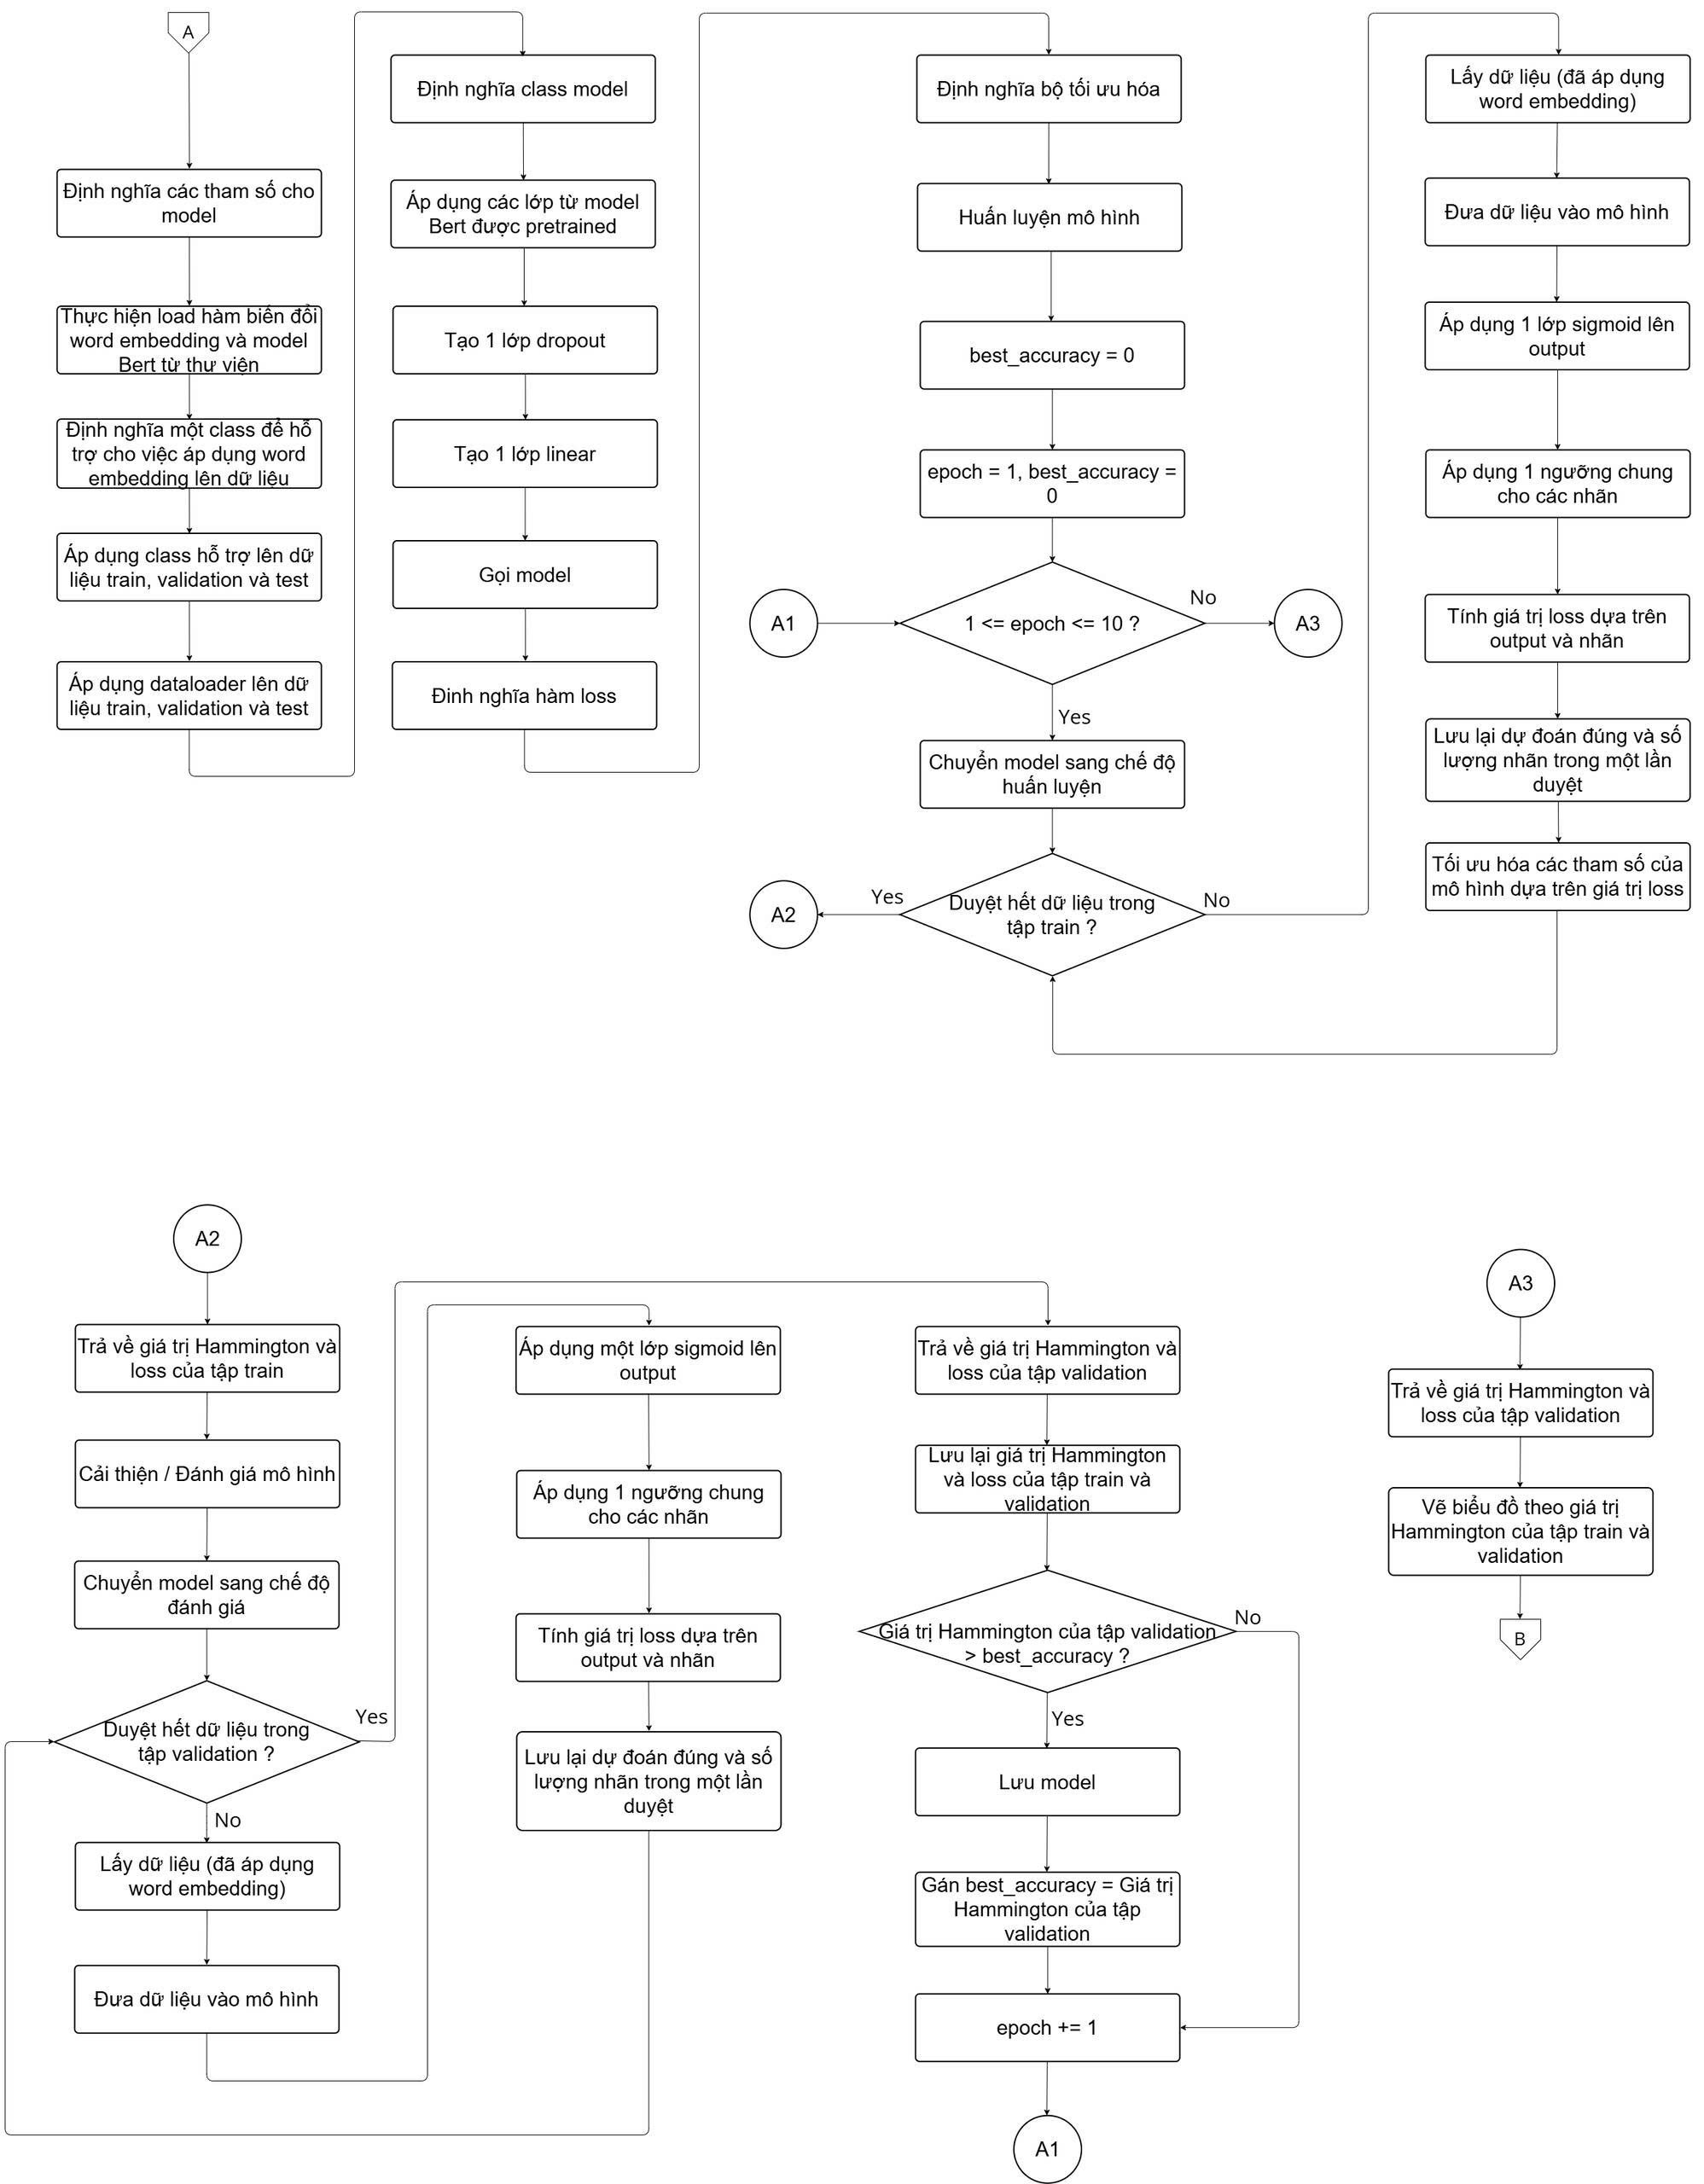 A
Định nghĩa các tham số cho
model
Thực hiện load hàm biến đổi
word embedding và model
Bert từ thư viện
Định nghĩa một class để hỗ
trợ cho việc áp dụng word
embedding lên dữ liệu
Áp dụng class hỗ trợ lên dữ
liệu train, validation và test
Áp dụng dataloader lên dữ
liệu train, validation và test
Định nghĩa class model
Áp dụng các lớp từ model
Bert được pretrained
Tạo 1 lớp dropout
Tạo 1 lớp linear
Gọi model
Đinh nghĩa hàm loss
Định nghĩa bộ tối ưu hóa
Huấn luyện mô hình
best_accuracy = 0
epoch = 1, best_accuracy =
0
A1
1 <= epoch <= 10 ?
No
A3
Yes
Chuyển model sang chế độ
huấn luyện
A2
Yes
Duyệt hết dữ liệu trong
tập train ?
No
Lấy dữ liệu (đã áp dụng
word embedding)
Đưa dữ liệu vào mô hình
Áp dụng 1 lớp sigmoid lên
output
Áp dụng 1 ngưỡng chung
cho các nhãn
Tính giá trị loss dựa trên
output và nhãn
Lưu lại dự đoán đúng và số
lượng nhãn trong một lần
duyệt
Tối ưu hóa các tham số của
mô hình dựa trên giá trị loss
A2
Trả về giá trị Hammington và
loss của tập train
Cải thiện / Đánh giá mô hình
Chuyển model sang chế độ
đánh giá
Duyệt hết dữ liệu trong
tập validation ?
Yes
No
Lấy dữ liệu (đã áp dụng
word embedding)
Đưa dữ liệu vào mô hình
Áp dụng một lớp sigmoid lên
output
Áp dụng 1 ngưỡng chung
cho các nhãn
Tính giá trị loss dựa trên
output và nhãn
Lưu lại dự đoán đúng và số
lượng nhãn trong một lần
duyệt
Trả về giá trị Hammington và
loss của tập validation
Lưu lại giá trị Hammington
và loss của tập train và
validation
Giá trị Hammington của tập validation
> best_accuracy ?
No
Yes
Lưu model
Gán best_accuracy = Giá trị
Hammington của tập
validation
epoch += 1
A1
A3
Trả về giá trị Hammington và
loss của tập validation
Vẽ biểu đồ theo giá trị
Hammington của tập train và
validation
B